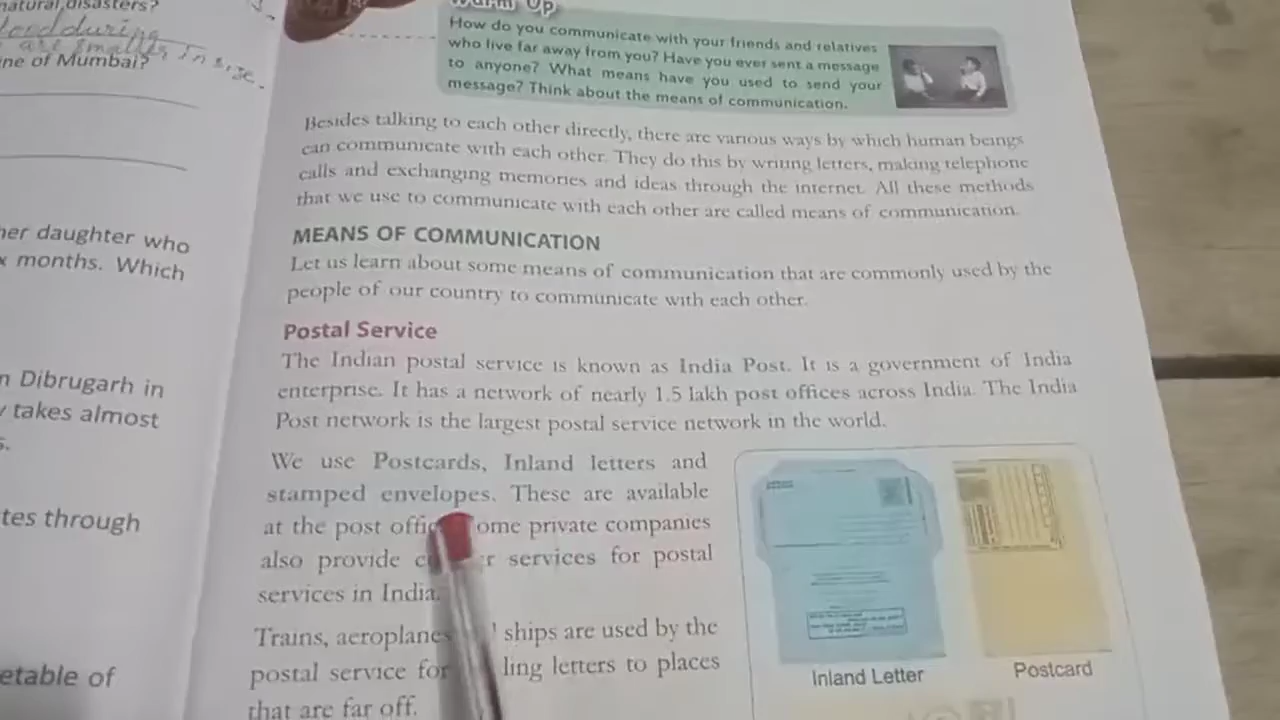 natural disasters?
are smaller in size.
ne of Mumbai?
her daughter who
x months. Which
n Dibrugarh in
y takes almost
s.
tes through
etable of
Warm Up
How do you communicate with your friends and relatives
who live far away from you? Have you ever sent a message
to anyone? What means have you used to send your
message? Think about the means of communication.
Besides talking to each other directly, there are various ways by which human beings
can communicate with each other. They do this by writing letters, making telephone
calls and exchanging memories and ideas through the internet. All these methods
that we use to communicate with each other are called means of communication.
MEANS OF COMMUNICATION
Let us learn about some means of communication that are commonly used by the
people of our country to communicate with each other.
Postal Service
The Indian postal service is known as India Post. It is a government of India
enterprise. It has a network of nearly 1.5 lakh post offices across India. The India
Post network is the largest postal service network in the world.
We use Postcards, Inland letters and
stamped envelopes. These are available
at the post offic ome private companies
also provide c r services for postal
services in India.
Trains, aeroplanes ships are used by the
postal service for ling letters to places
that are far off.
Inland Letter
Postcard